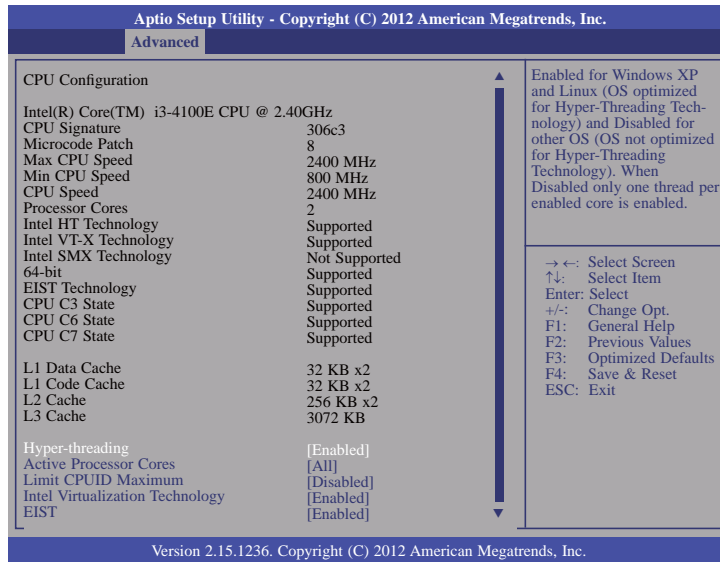 Aptio Setup Utility - Copyright (C) 2012 American Megatrends, Inc.
Advanced
CPU Configuration
Intel(R) Core(TM) i3-4100E CPU @ 2.40GHz
CPU Signature 306c3
Microcode Patch 8
Max CPU Speed 2400 MHz
Min CPU Speed 800 MHz
CPU Speed 2400 MHz
Processor Cores 2
Intel HT Technology Supported
Intel VT-X Technology Supported
Intel SMX Technology Not Supported
64-bit Supported
EIST Technology Supported
CPU C3 State Supported
CPU C6 State Supported
CPU C7 State Supported
L1 Data Cache 32 KB x2
L1 Code Cache 32 KB x2
L2 Cache 256 KB x2
L3 Cache 3072 KB
Hyper-threading [Enabled]
Active Processor Cores [All]
Limit CPUID Maximum [Disabled]
Intel Virtualization Technology [Enabled]
EIST [Enabled]
Enabled for Windows XP
and Linux (OS optimized
for Hyper-Threading Tech-
nology) and Disabled for
other OS (OS not optimized
for Hyper-Threading
Technology). When
Disabled only one thread per
enabled core is enabled.
→←: Select Screen
↑↓: Select Item
Enter: Select
+/-: Change Opt.
F1: General Help
F2: Previous Values
F3: Optimized Defaults
F4: Save & Reset
ESC: Exit
Version 2.15.1236. Copyright (C) 2012 American Megatrends, Inc.